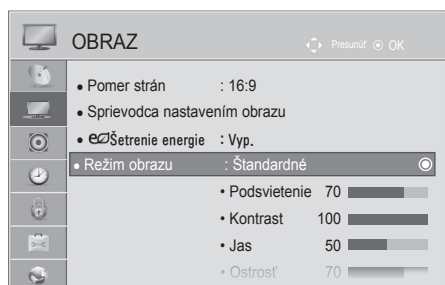 OBRAZ
Presunúť ⊙ OK
• Pomer strán : 16:9
• Sprievodca nastavením obrazu
• Šetrenie energie : Vyp.
• Režim obrazu : Štandardné
• Podsvietenie 70
• Kontrast 100
• Jas 50
• Ostrosť 70